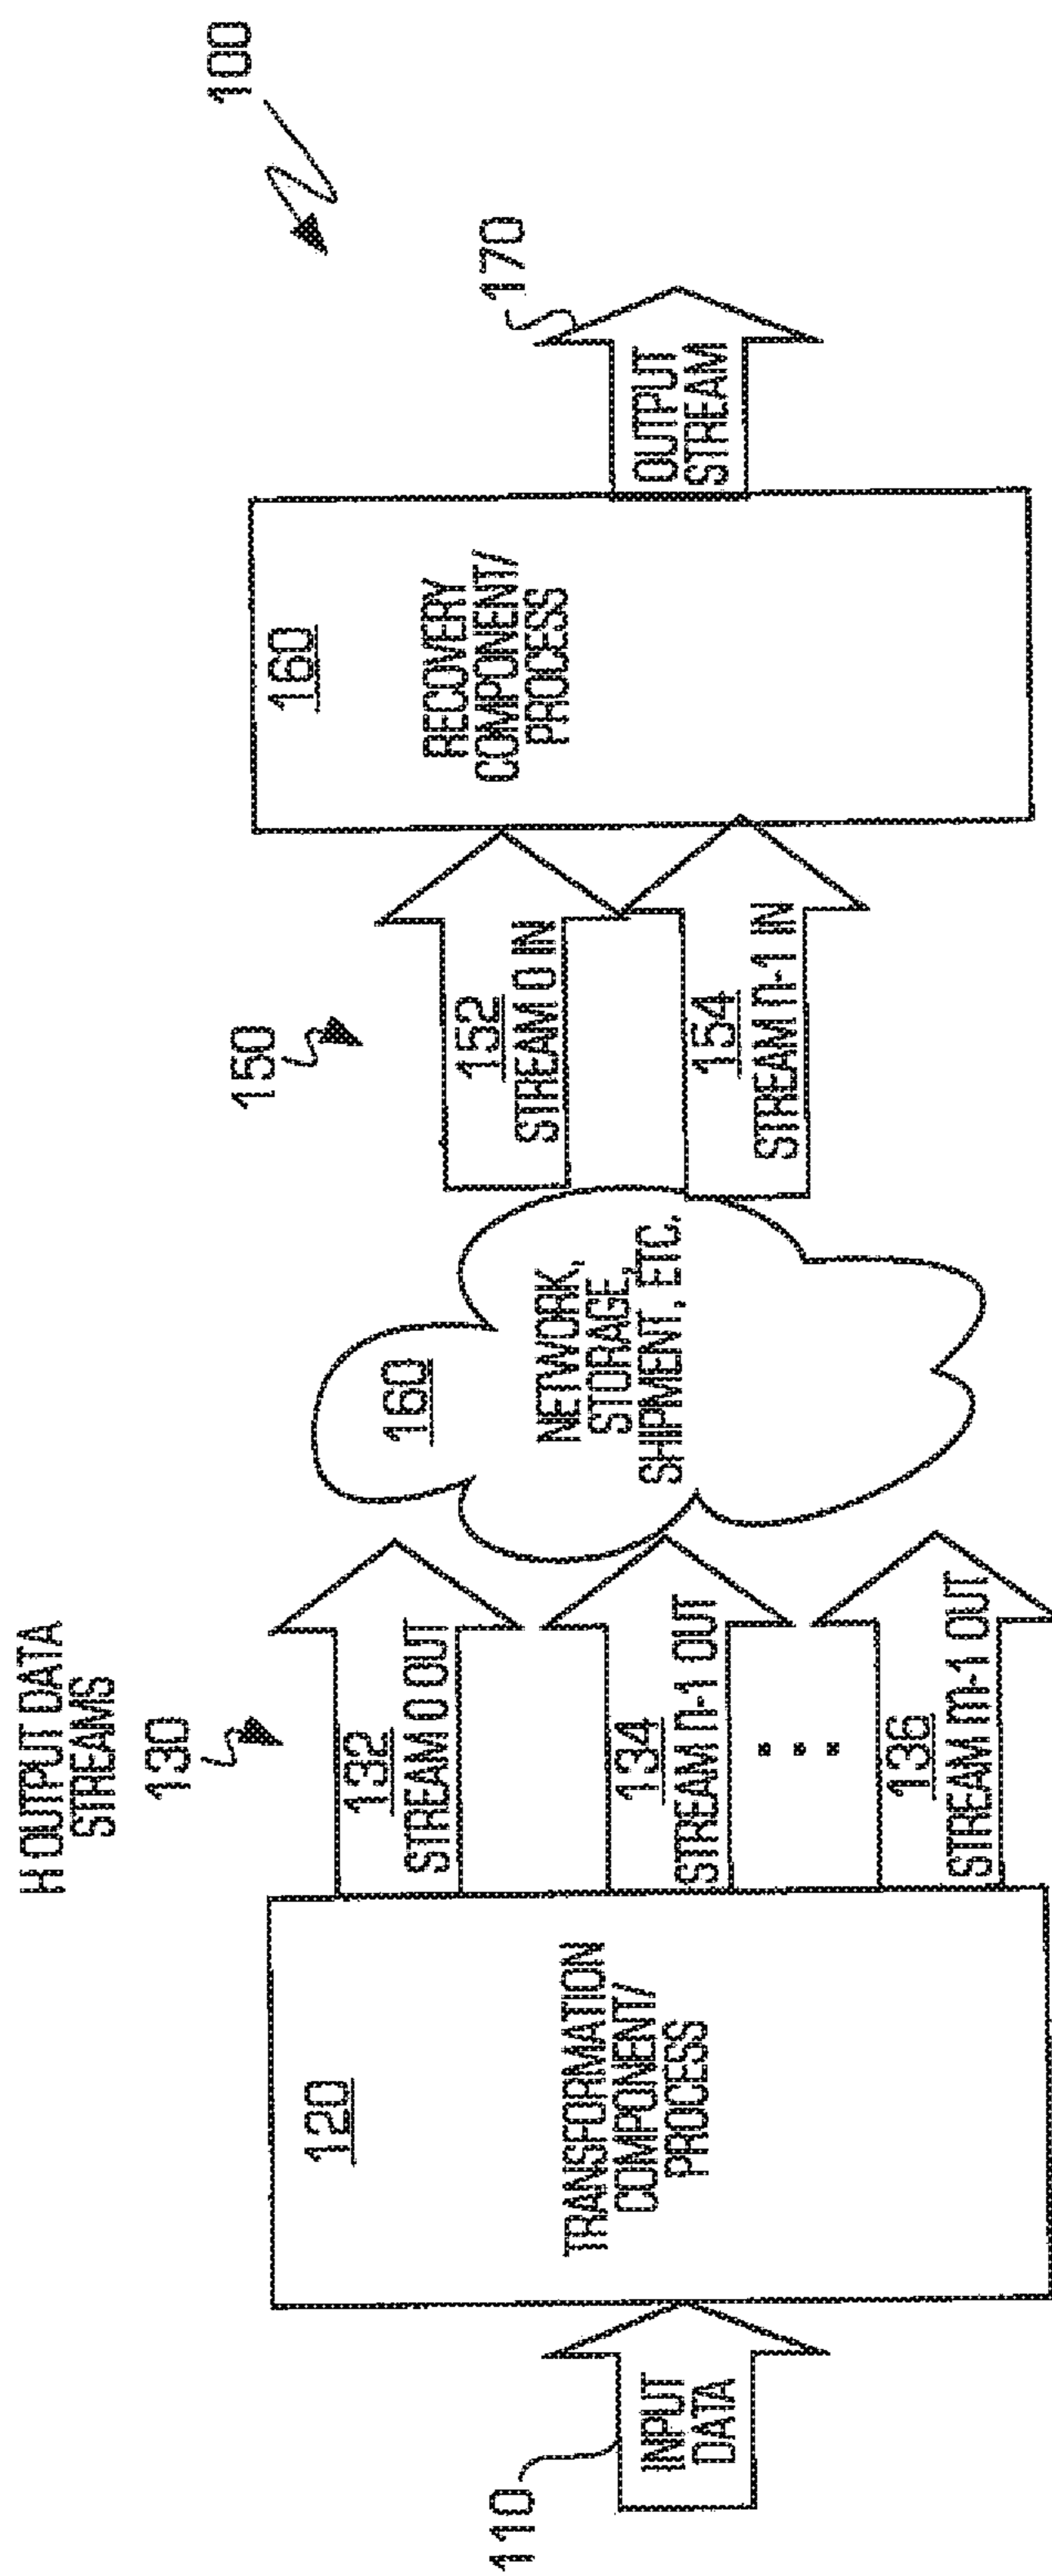 100
H OUTPUT DATA
STREAMS
130
150
110
INPUT
DATA
120
TRANSFORMATION
COMPONENT/
PROCESS
132
STREAM 0 OUT
134
STREAM n-1 OUT
...
136
STREAM m-1 OUT
160
NETWORK,
STORAGE,
SHIPMENT, ETC.
152
STREAM 0 IN
154
STREAM n-1 IN
160
RECOVERY
COMPONENT/
PROCESS
170
OUTPUT
STREAM